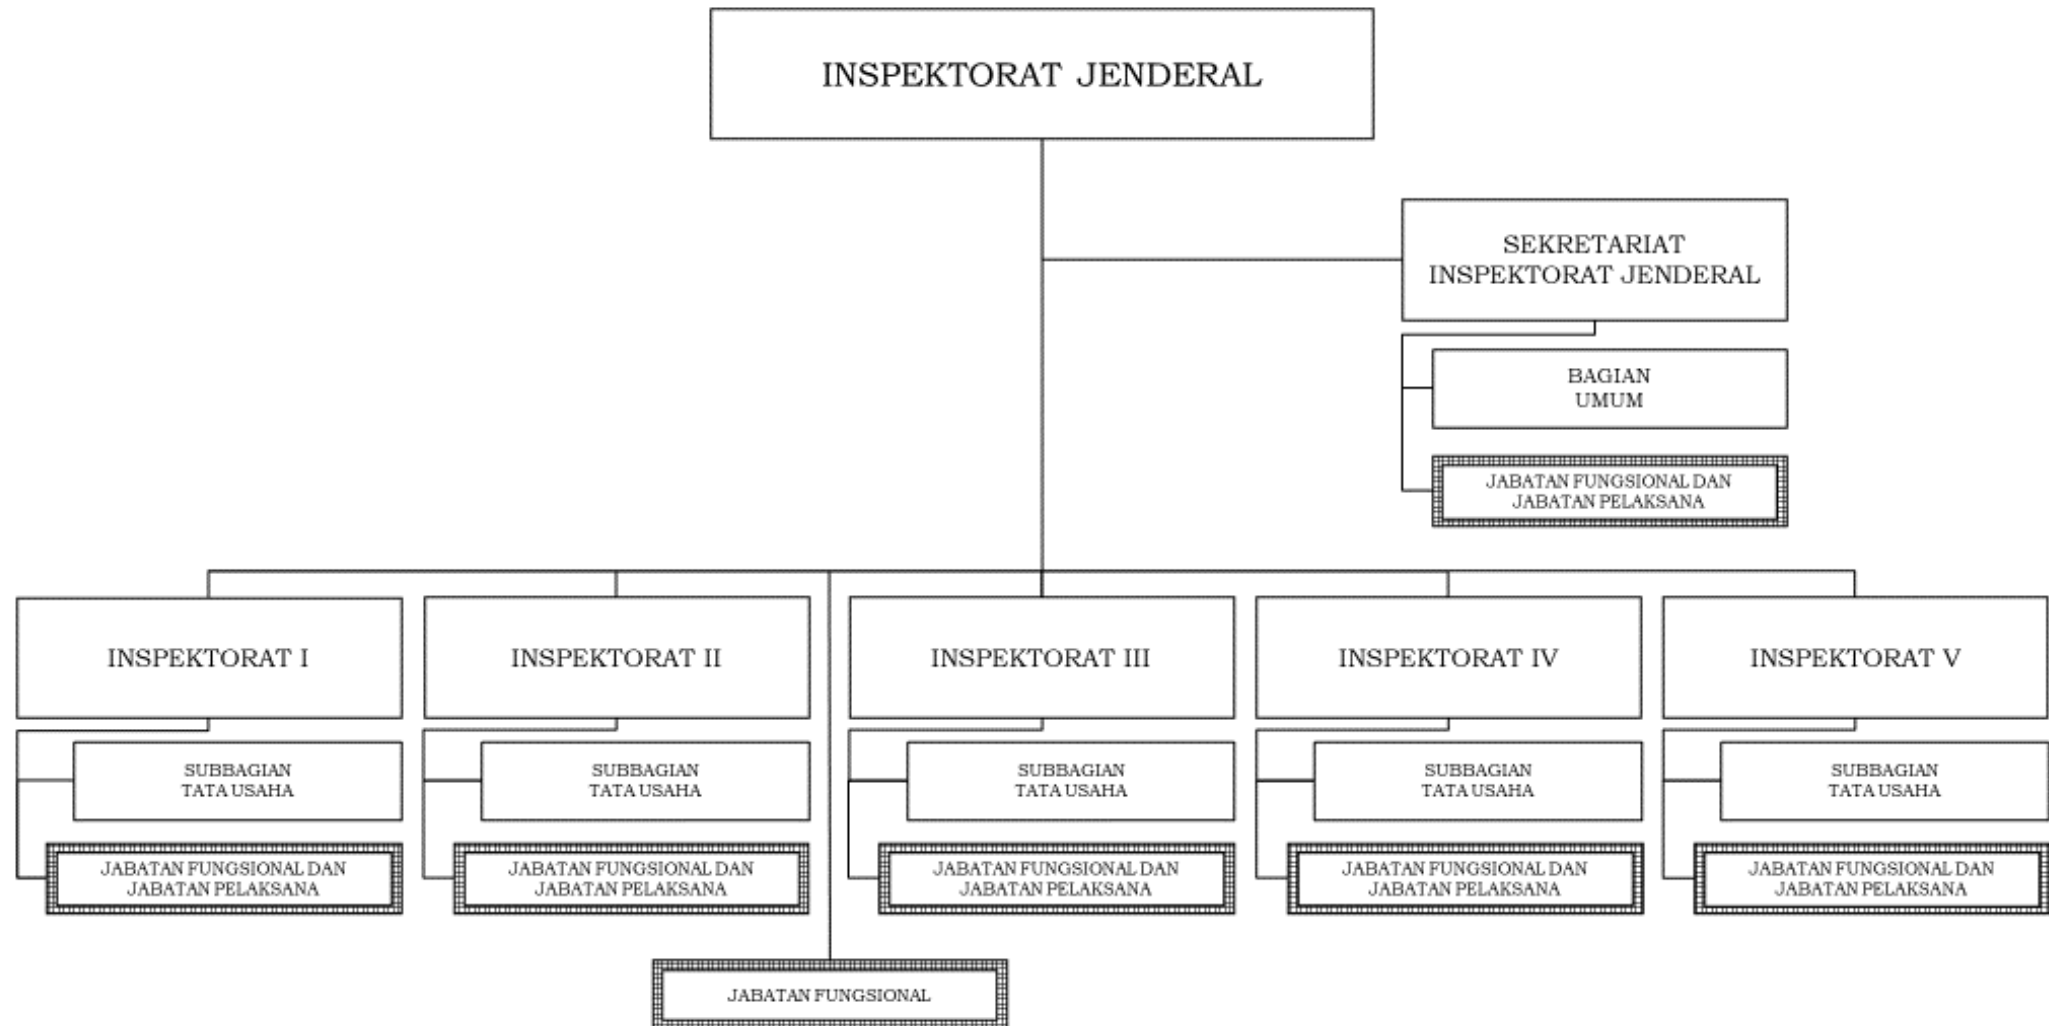 INSPEKTORAT JENDERAL
SEKRETARIAT
INSPEKTORAT JENDERAL
BAGIAN
UMUM
JABATAN FUNGSIONAL DAN
JABATAN PELAKSANA
INSPEKTORAT I
INSPEKTORAT II
INSPEKTORAT III
INSPEKTORAT IV
INSPEKTORAT V
SUBBAGIAN
TATA USAHA
SUBBAGIAN
TATA USAHA
SUBBAGIAN
TATA USAHA
SUBBAGIAN
TATA USAHA
SUBBAGIAN
TATA USAHA
JABATAN FUNGSIONAL DAN
JABATAN PELAKSANA
JABATAN FUNGSIONAL DAN
JABATAN PELAKSANA
JABATAN FUNGSIONAL DAN
JABATAN PELAKSANA
JABATAN FUNGSIONAL DAN
JABATAN PELAKSANA
JABATAN FUNGSIONAL DAN
JABATAN PELAKSANA
JABATAN FUNGSIONAL